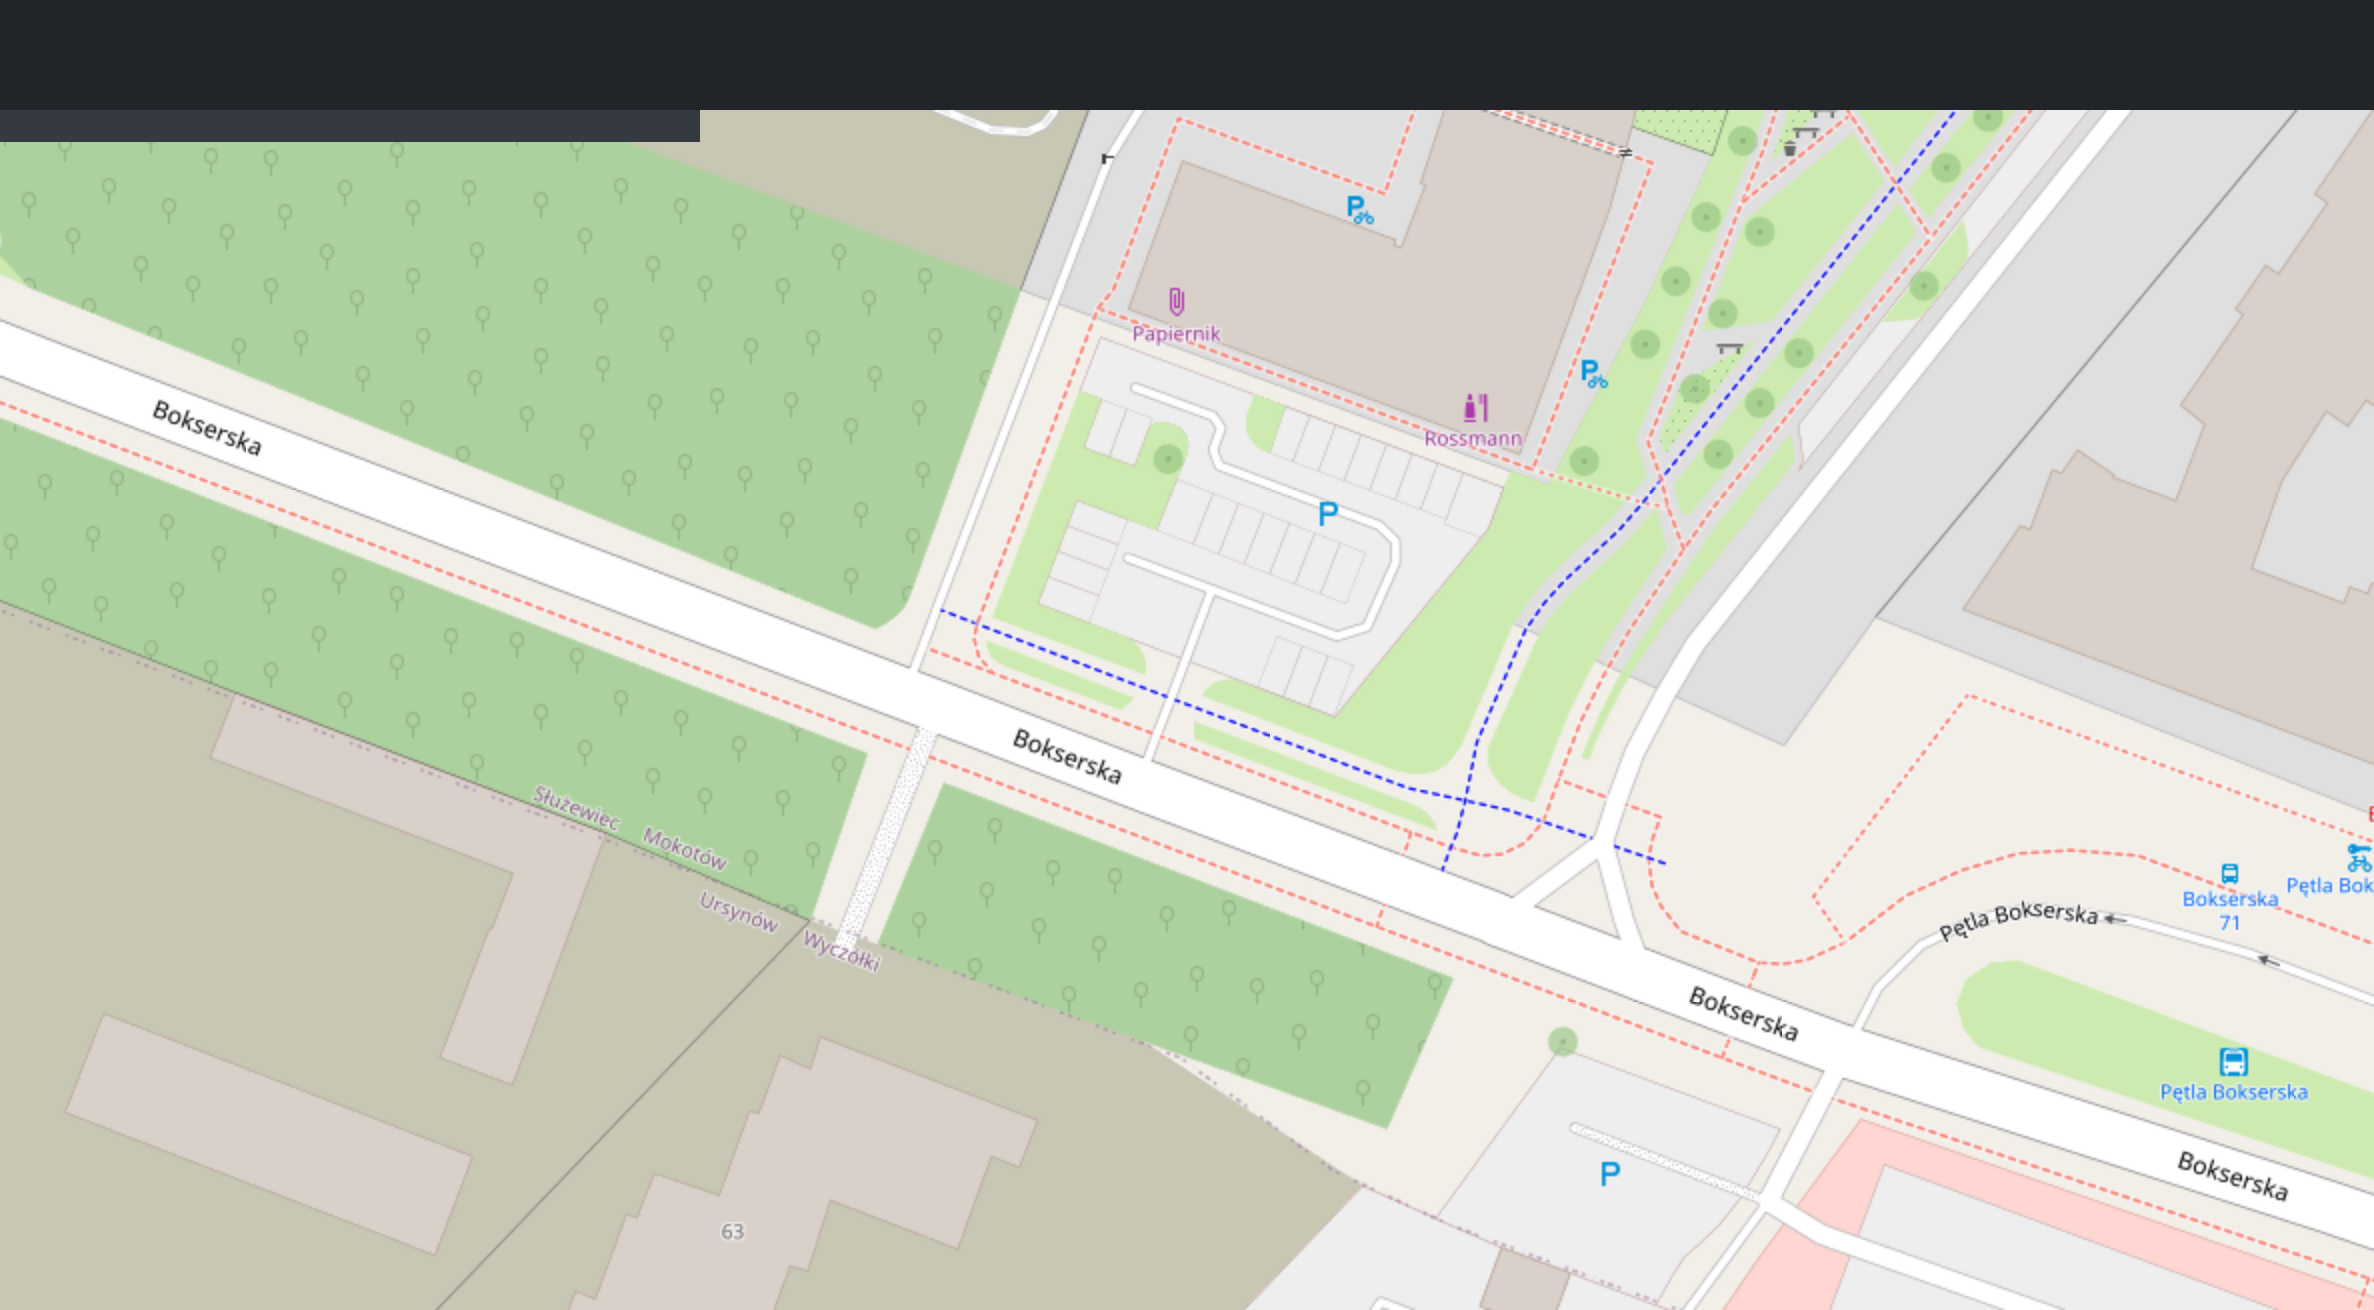 Papiernik
Bokserska
Rossmann
P
Bokserska
Służewiec
Mokotów
Ursynów
Wyczółki
Pętla Bokserska
Bokserska
71
Pętla Bok
Bokserska
Pętla Bokserska
P
Bokserska
63
P
P